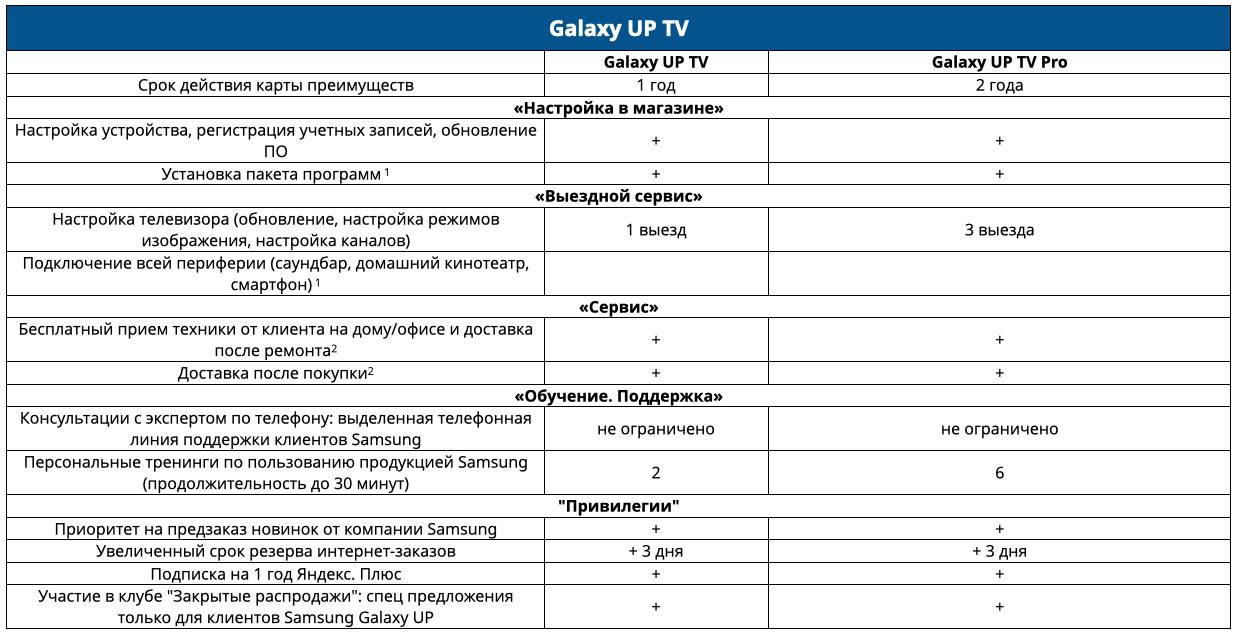 Galaxy UP TV
Galaxy UP TV Galaxy UP TV Pro
Срок действия карты преимуществ 1 год 2 года
«Настройка в магазине»
Настройка устройства, регистрация учетных записей, обновление
ПО + +
Установка пакета программ 1 + +
«Выездной сервис»
Настройка телевизора (обновление, настройка режимов
изображения, настройка каналов) 1 выезд 3 выезда
Подключение всей периферии (саундбар, домашний кинотеатр,
смартфон) 1
«Сервис»
Бесплатный прием техники от клиента на дому/офисе и доставка
после ремонта2 + +
Доставка после покупки2 + +
«Обучение. Поддержка»
Консультации с экспертом по телефону: выделенная телефонная
линия поддержки клиентов Samsung не ограничено не ограничено
Персональные тренинги по пользованию продукцией Samsung
(продолжительность до 30 минут) 2 6
"Привилегии"
Приоритет на предзаказ новинок от компании Samsung + +
Увеличенный срок резерва интернет-заказов + 3 дня + 3 дня
Подписка на 1 год Яндекс. Плюс + +
Участие в клубе "Закрытые распродажи": спец предложения
только для клиентов Samsung Galaxy UP + +